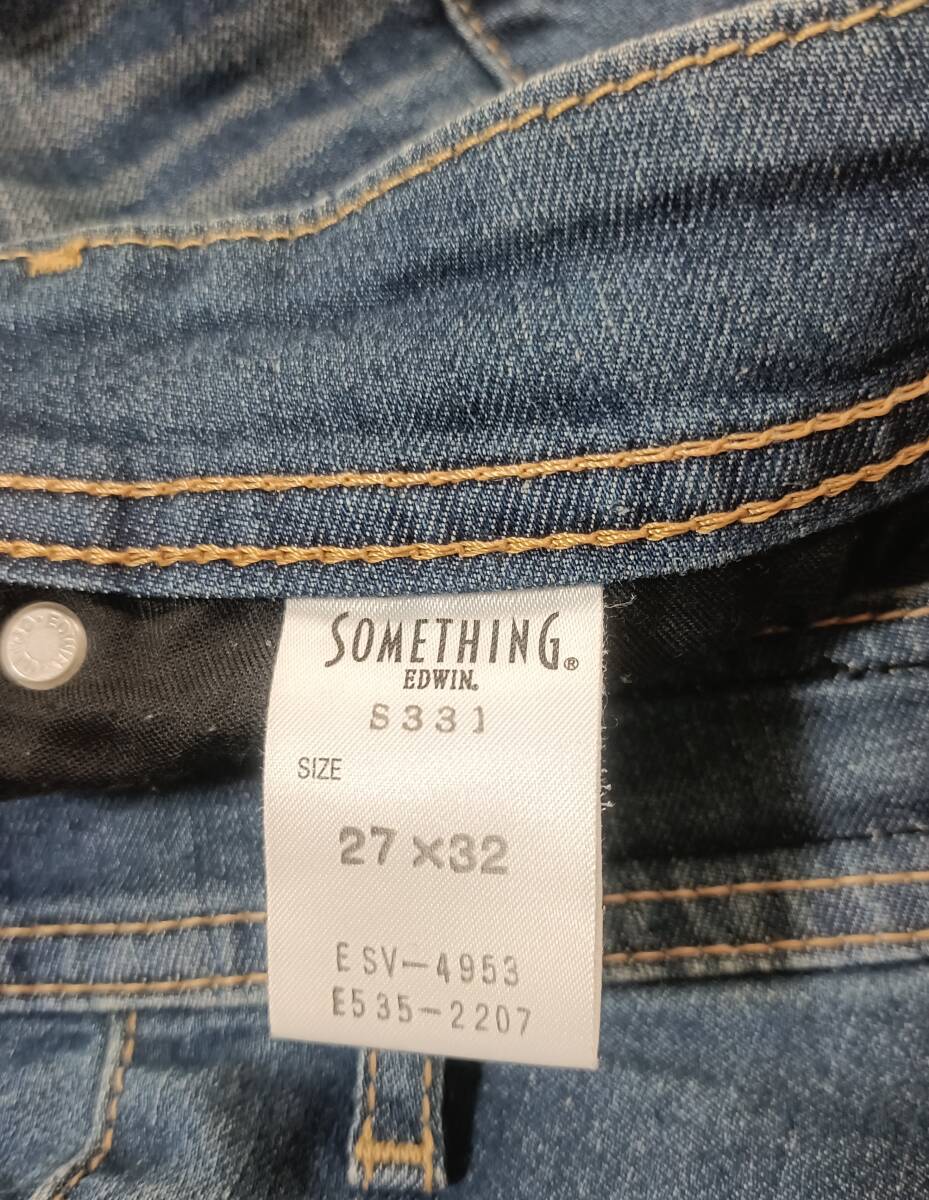 SOMETHING®
EDWIN.
S331
SIZE
27×32
ESV-4953
E535-2207